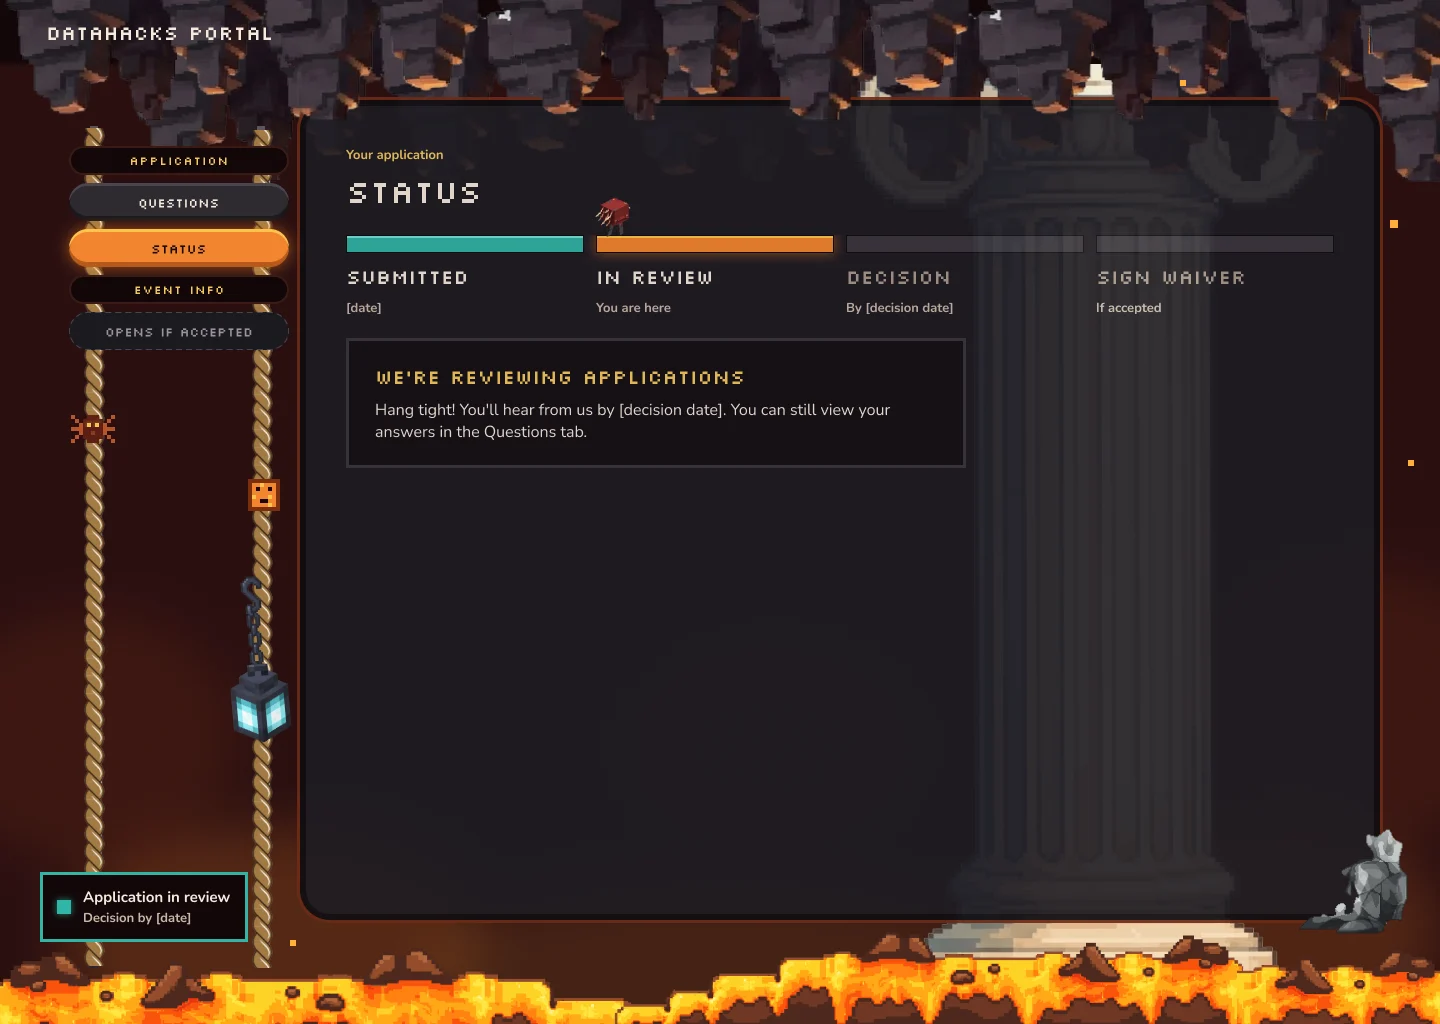 DATAHACKS PORTAL
APPLICATION
QUESTIONS
STATUS
EVENT INFO
OPENS IF ACCEPTED
Your application
STATUS
SUBMITTED
[date]
IN REVIEW
You are here
DECISION
By [decision date]
SIGN WAIVER
If accepted
WE'RE REVIEWING APPLICATIONS
Hang tight! You'll hear from us by [decision date]. You can still view your
answers in the Questions tab.
Application in review
Decision by [date]